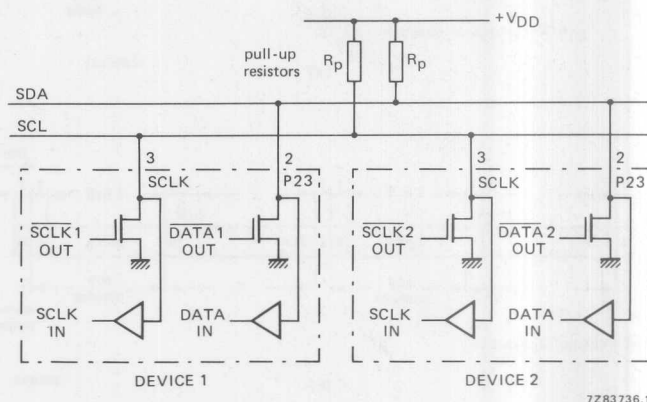 +VDD
pull-up
resistors
Rp
Rp
SDA
SCL
3
2
3
2
SCLK
P23
SCLK
P23
SCLK1
OUT
DATA1
OUT
SCLK2
OUT
DATA2
OUT
SCLK
IN
DATA
IN
SCLK
IN
DATA
IN
DEVICE 1
DEVICE 2